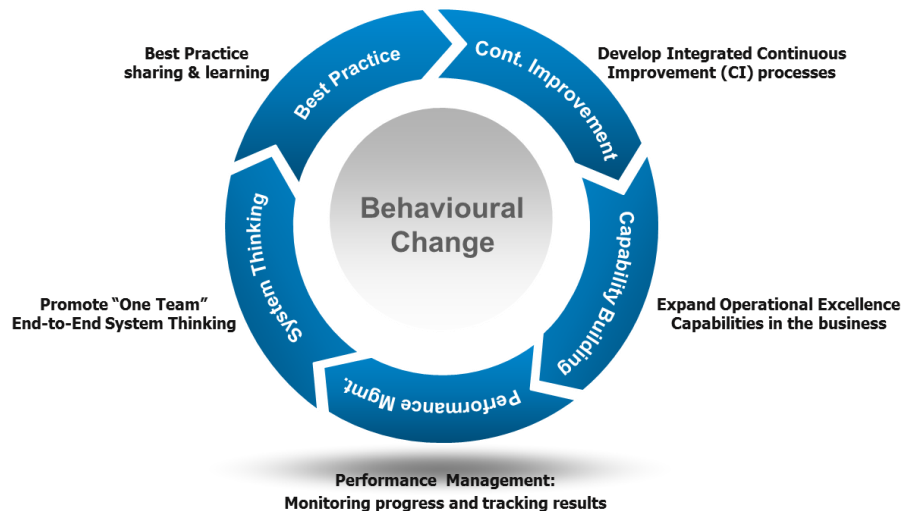 Best Practice
sharing & learning
Best Practice
Cont. Improvement
Develop Integrated Continuous
Improvement (CI) processes
Behavioural
Change
System Thinking
Capability Building
Promote “One Team”
End-to-End System Thinking
Expand Operational Excellence
Capabilities in the business
Performance Mgmt.
Performance Management:
Monitoring progress and tracking results